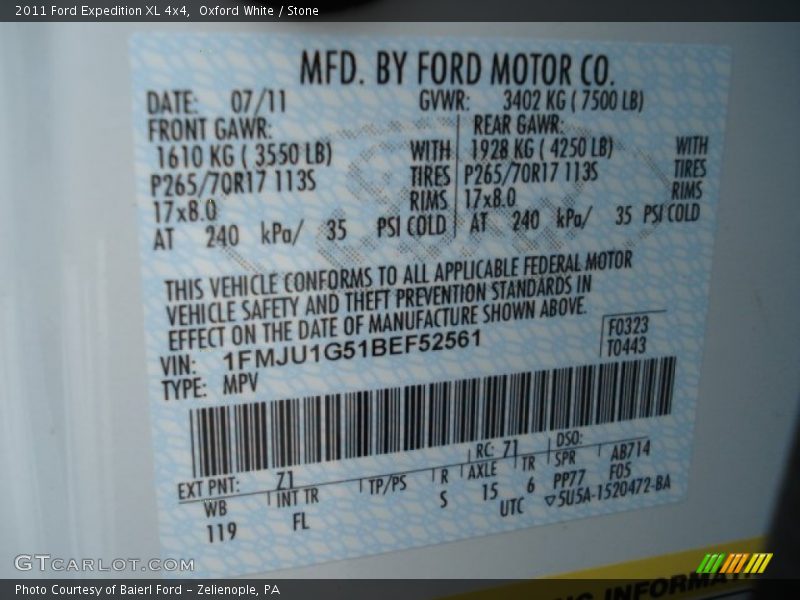 2011 Ford Expedition XL 4x4,  Oxford White / Stone
MFD. BY FORD MOTOR CO.
DATE: 07/11 GVWR: 3402 KG ( 7500 LB)
FRONT GAWR: REAR GAWR:
1610 KG ( 3550 LB) WITH 1928 KG ( 4250 LB) WITH
P265/70R17 113S TIRES P265/70R17 113S TIRES
17x8.0 RIMS 17x8.0 RIMS
AT 240 kPa/ 35 PSI COLD AT 240 kPa/ 35 PSI COLD
THIS VEHICLE CONFORMS TO ALL APPLICABLE FEDERAL MOTOR
VEHICLE SAFETY AND THEFT PREVENTION STANDARDS IN
EFFECT ON THE DATE OF MANUFACTURE SHOWN ABOVE.
VIN: 1FMJU1G51BEF52561 F0323
TYPE: MPV T0443
EXT PNT: Z1 RC: 71 DSO:
WB INT TR TP/PS R AXLE TR SPR AB714
119 FL S 15 6 PP77 F05
UTC ▽5U5A-1520472-BA
GTCARLOT.COM
INFORMAT
Photo Courtesy of Baierl Ford - Zelienople, PA